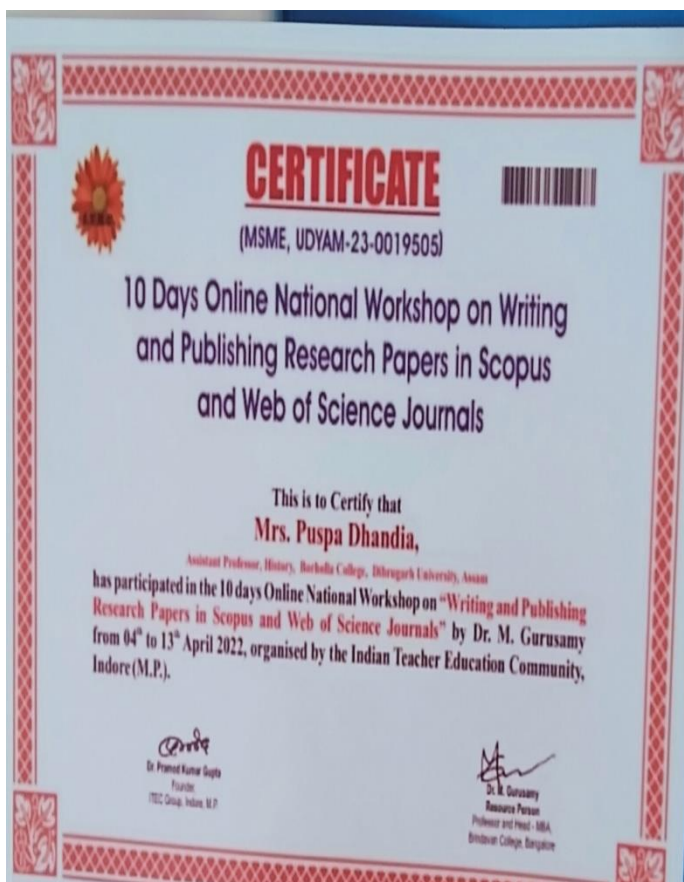 CERTIFICATE
(MSME, UDYAM-23-0019505)
10 Days Online National Workshop on Writing
and Publishing Research Papers in Scopus
and Web of Science Journals
This is to Certify that
Mrs. Puspa Dhandia,
Assistant Professor, History, Borholla College, Dibrugarh University, Assam
has participated in the 10 days Online National Workshop on "Writing and Publishing
Research Papers in Scopus and Web of Science Journals" by Dr. M. Gurusamy
from 04th to 13th April 2022, organised by the Indian Teacher Education Community,
Indore (M.P.).
Dr. Pramod Kumar Gupta
Founder,
ITEC Group, Indore, M.P.
Dr. M. Gurusamy
Resource Person
Professor and Head - MBA,
Brindavan College, Bangalore